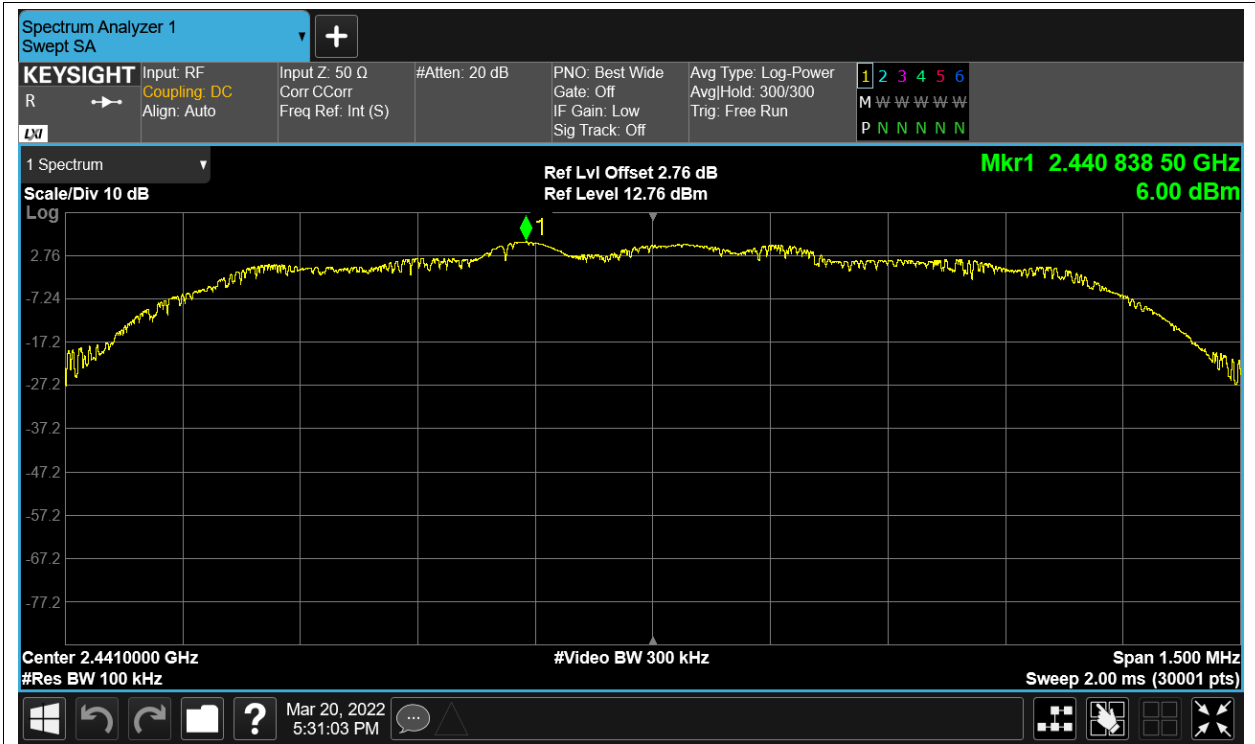 Spectrum Analyzer 1
Swept SA
KEYSIGHT
R
LXI
Input: RF
Coupling: DC
Align: Auto
Input Z: 50 Ω
Corr CCorr
Freq Ref: Int (S)
#Atten: 20 dB
PNO: Best Wide
Gate: Off
IF Gain: Low
Sig Track: Off
Avg Type: Log-Power
Avg|Hold: 300/300
Trig: Free Run
1 2 3 4 5 6
M W W W W W
P N N N N N
1 Spectrum
Scale/Div 10 dB
Log
Ref Lvl Offset 2.76 dB
Ref Level 12.76 dBm
Mkr1 2.440 838 50 GHz
6.00 dBm
1
2.76
-7.24
-17.2
-27.2
-37.2
-47.2
-57.2
-67.2
-77.2
Center 2.4410000 GHz
#Res BW 100 kHz
#Video BW 300 kHz
Span 1.500 MHz
Sweep 2.00 ms (30001 pts)
?
Mar 20, 2022
5:31:03 PM